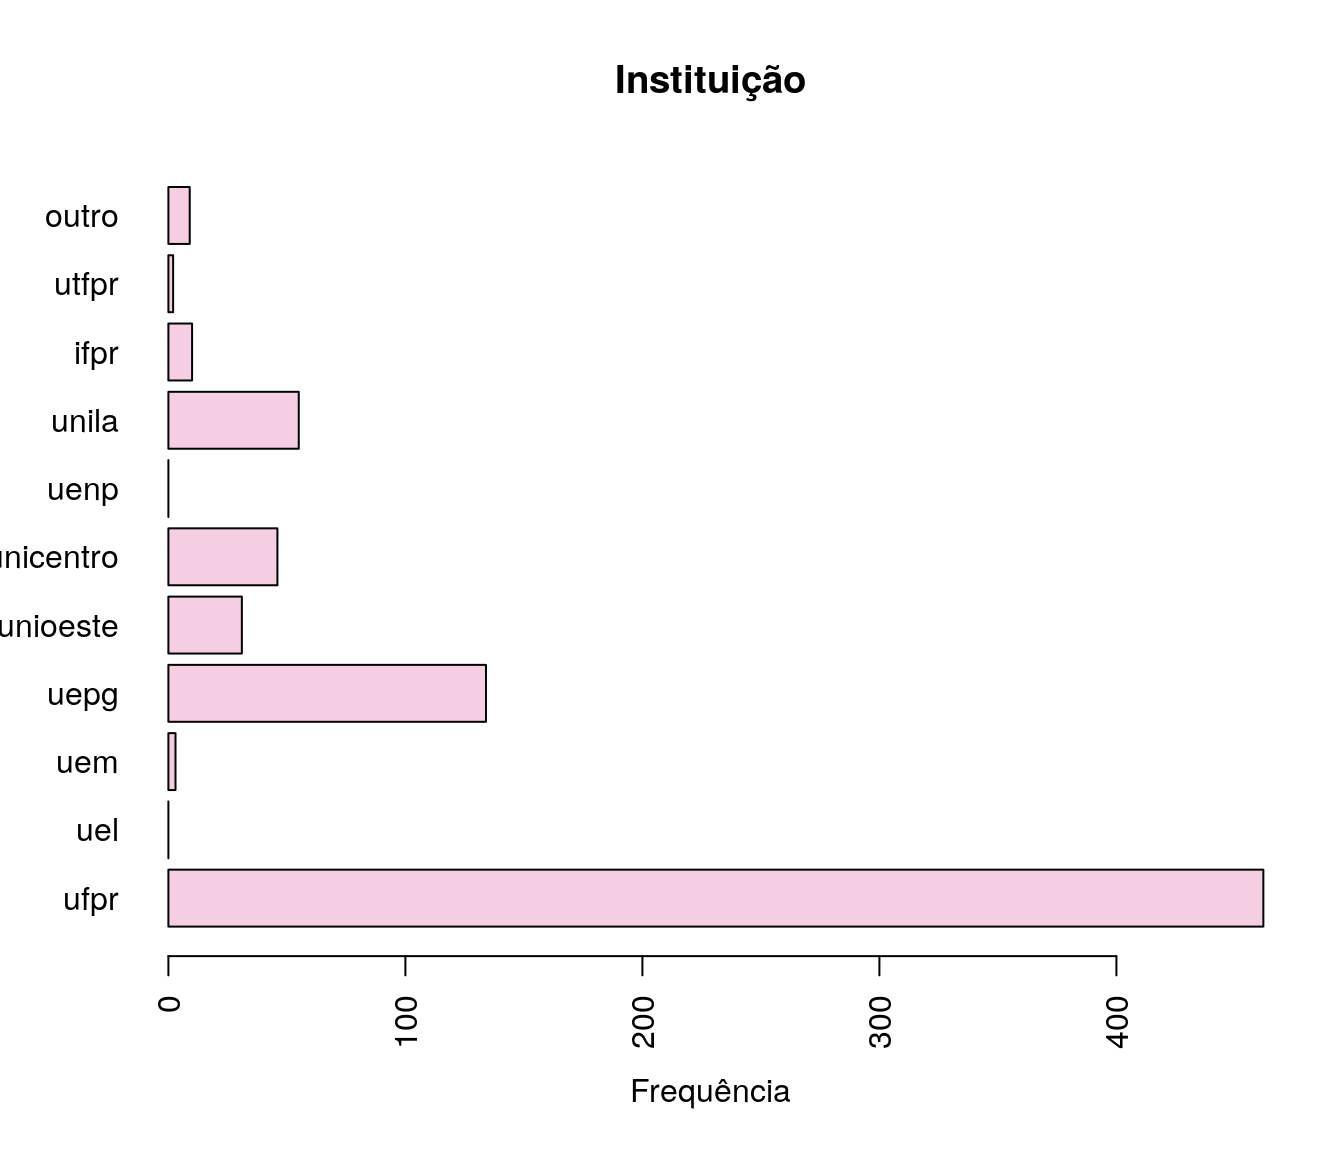 Instituição
outro
utfpr
ifpr
unila
uenp
unicentro
unioeste
uepg
uem
uel
ufpr
0 100 200 300 400
Frequência